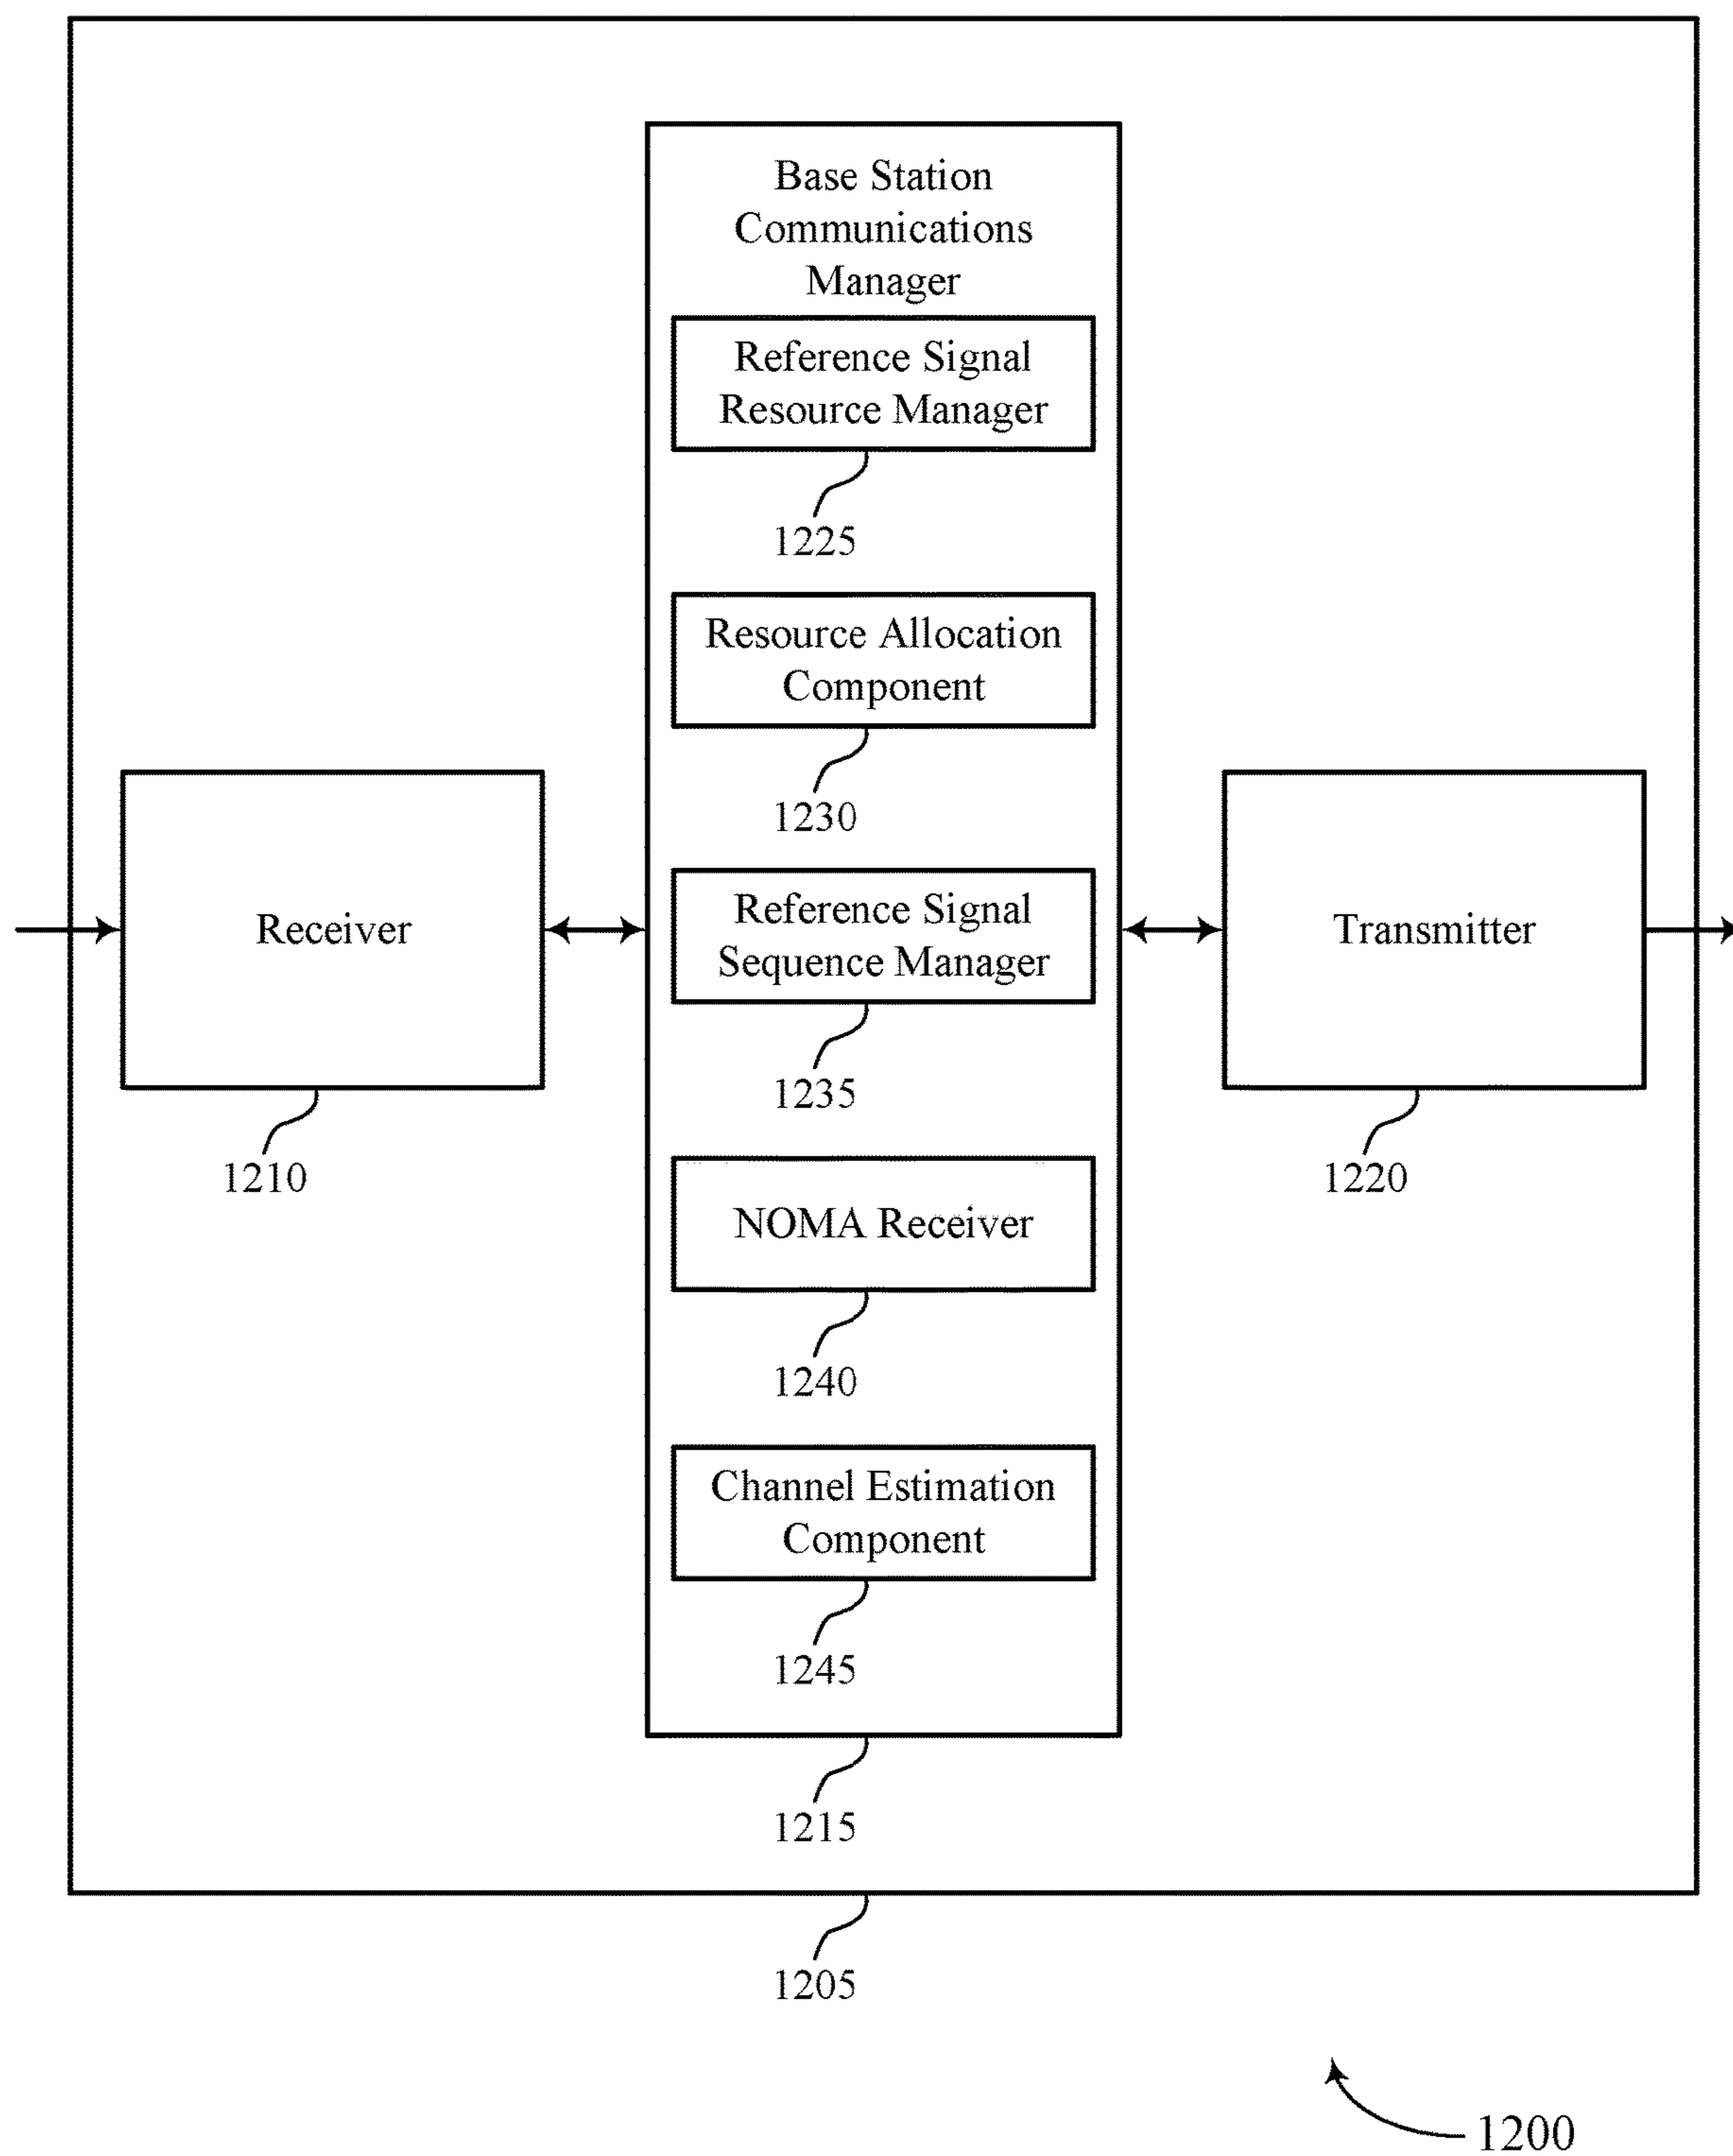 Base Station
Communications
Manager
Reference Signal
Resource Manager
1225
Resource Allocation
Component
1230
Receiver
1210
Reference Signal
Sequence Manager
1235
Transmitter
1220
NOMA Receiver
1240
Channel Estimation
Component
1245
1215
1205
1200